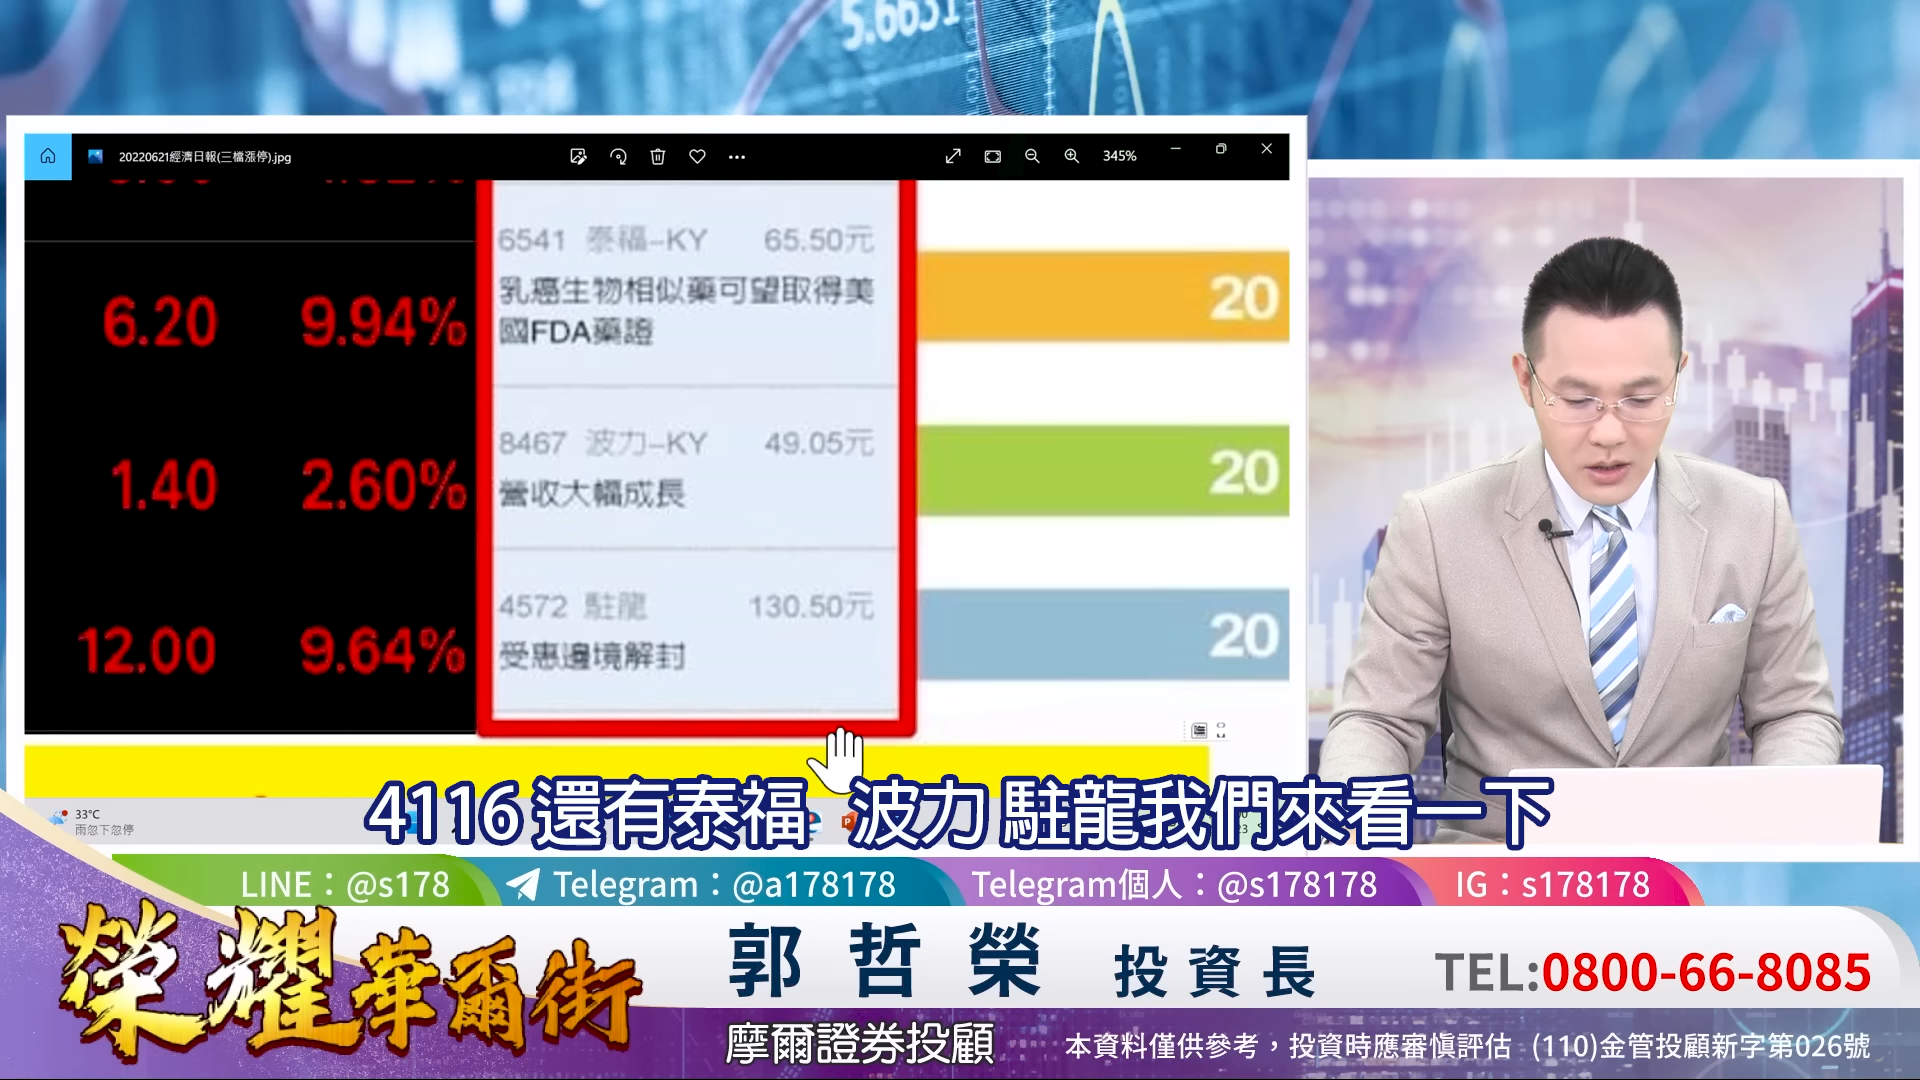 5.6631
20220621經濟日報(三檔漲停).jpg
345%
6541 泰福-KY 65.50元
乳癌生物相似藥可望取得美
國FDA藥證
6.20 9.94%
20
8467 波力-KY 49.05元
營收大幅成長
1.40 2.60%
20
4572 駐龍 130.50元
受惠邊境解封
12.00 9.64%
20
33°C
雨忽下忽停
4116 還有泰福 波力 駐龍我們來看一下
LINE：@s178
Telegram：@a178178
Telegram個人：@s178178
IG：s178178
榮耀華爾街
郭哲榮 投資長
TEL:0800-66-8085
摩爾證券投顧
本資料僅供參考，投資時應審慎評估 (110)金管投顧新字第026號